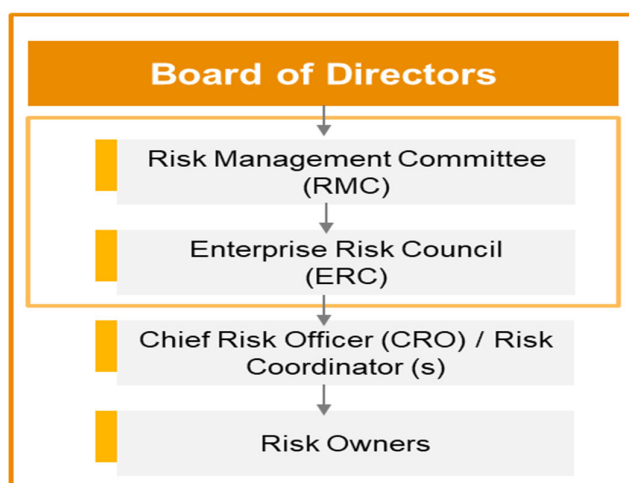 Board of Directors
Risk Management Committee
(RMC)
Enterprise Risk Council
(ERC)
Chief Risk Officer (CRO) / Risk
Coordinator (s)
Risk Owners